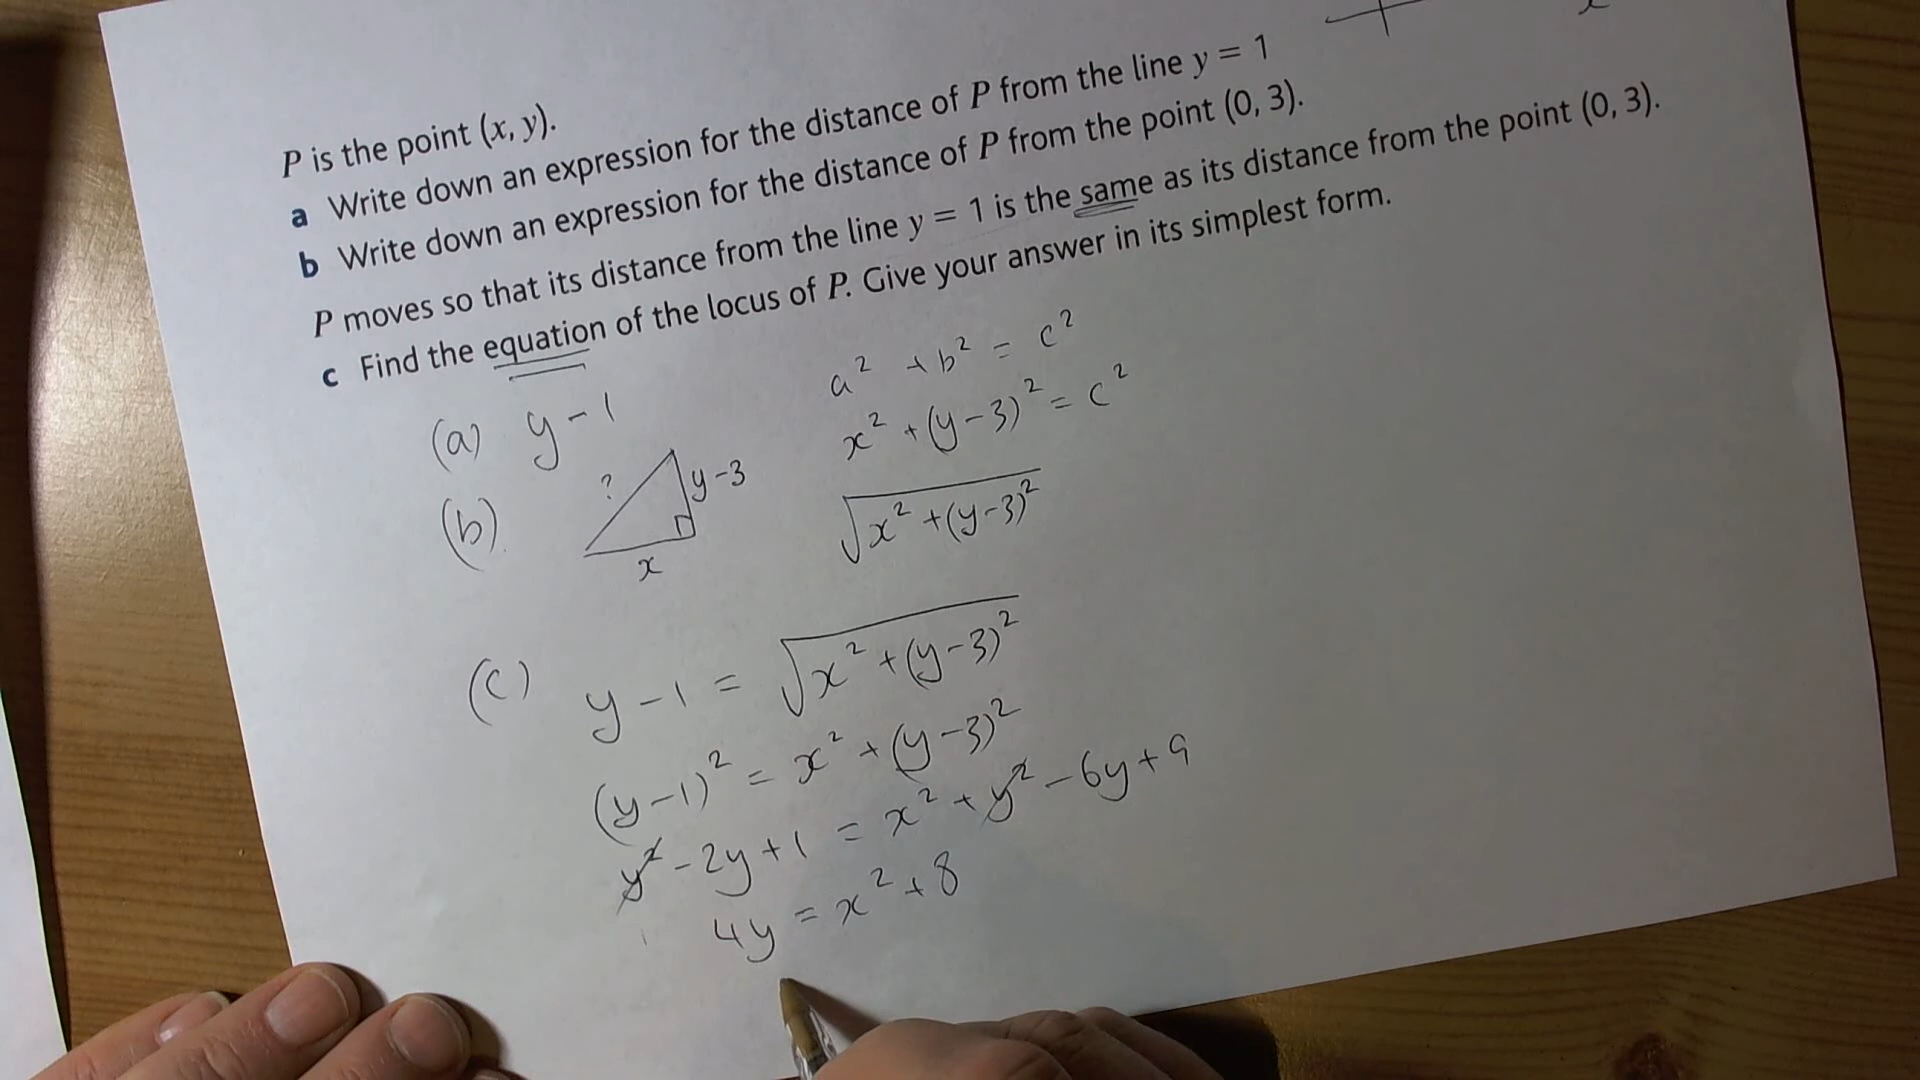 P is the point (x, y).
a Write down an expression for the distance of P from the line y = 1
b Write down an expression for the distance of P from the point (0, 3).
P moves so that its distance from the line y = 1 is the same as its distance from the point (0, 3).
c Find the equation of the locus of P. Give your answer in its simplest form.
(a) y - 1
a² + b² = c²
x² + (y-3)² = c²
(b) ? y-3 x
√(x² + (y-3)²)
(c) y - 1 = √(x² + (y-3)²)
(y-1)² = x² + (y-3)²
y² - 2y + 1 = x² + y² - 6y + 9
4y = x² + 8